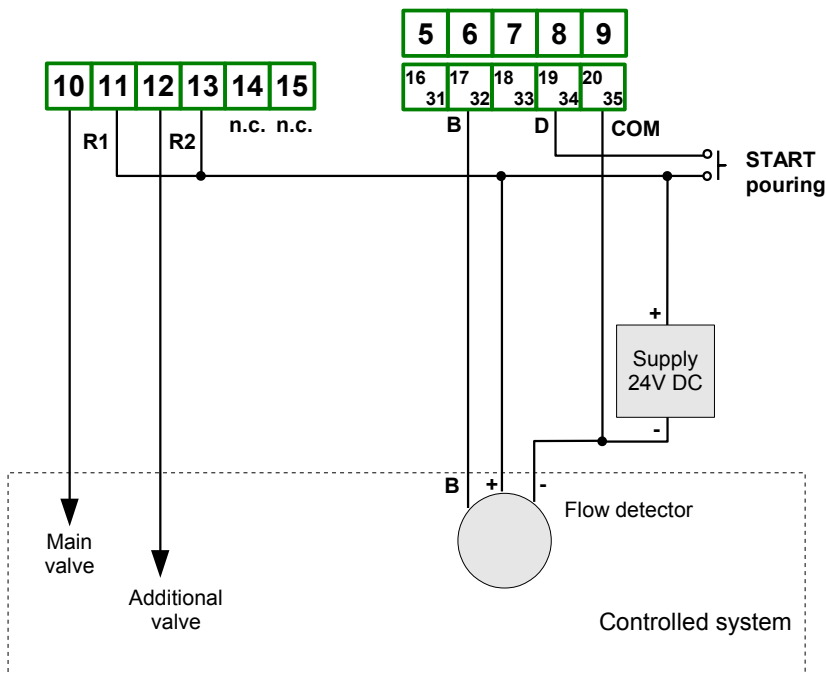 5 6 7 8 9
10 11 12 13 14 15
16 17 18 19 20
31 32 33 34 35
R1 R2 n.c. n.c.
B D COM
START
pouring
+
Supply
24V DC
-
B + -
Flow detector
Main
valve
Additional
valve
Controlled system